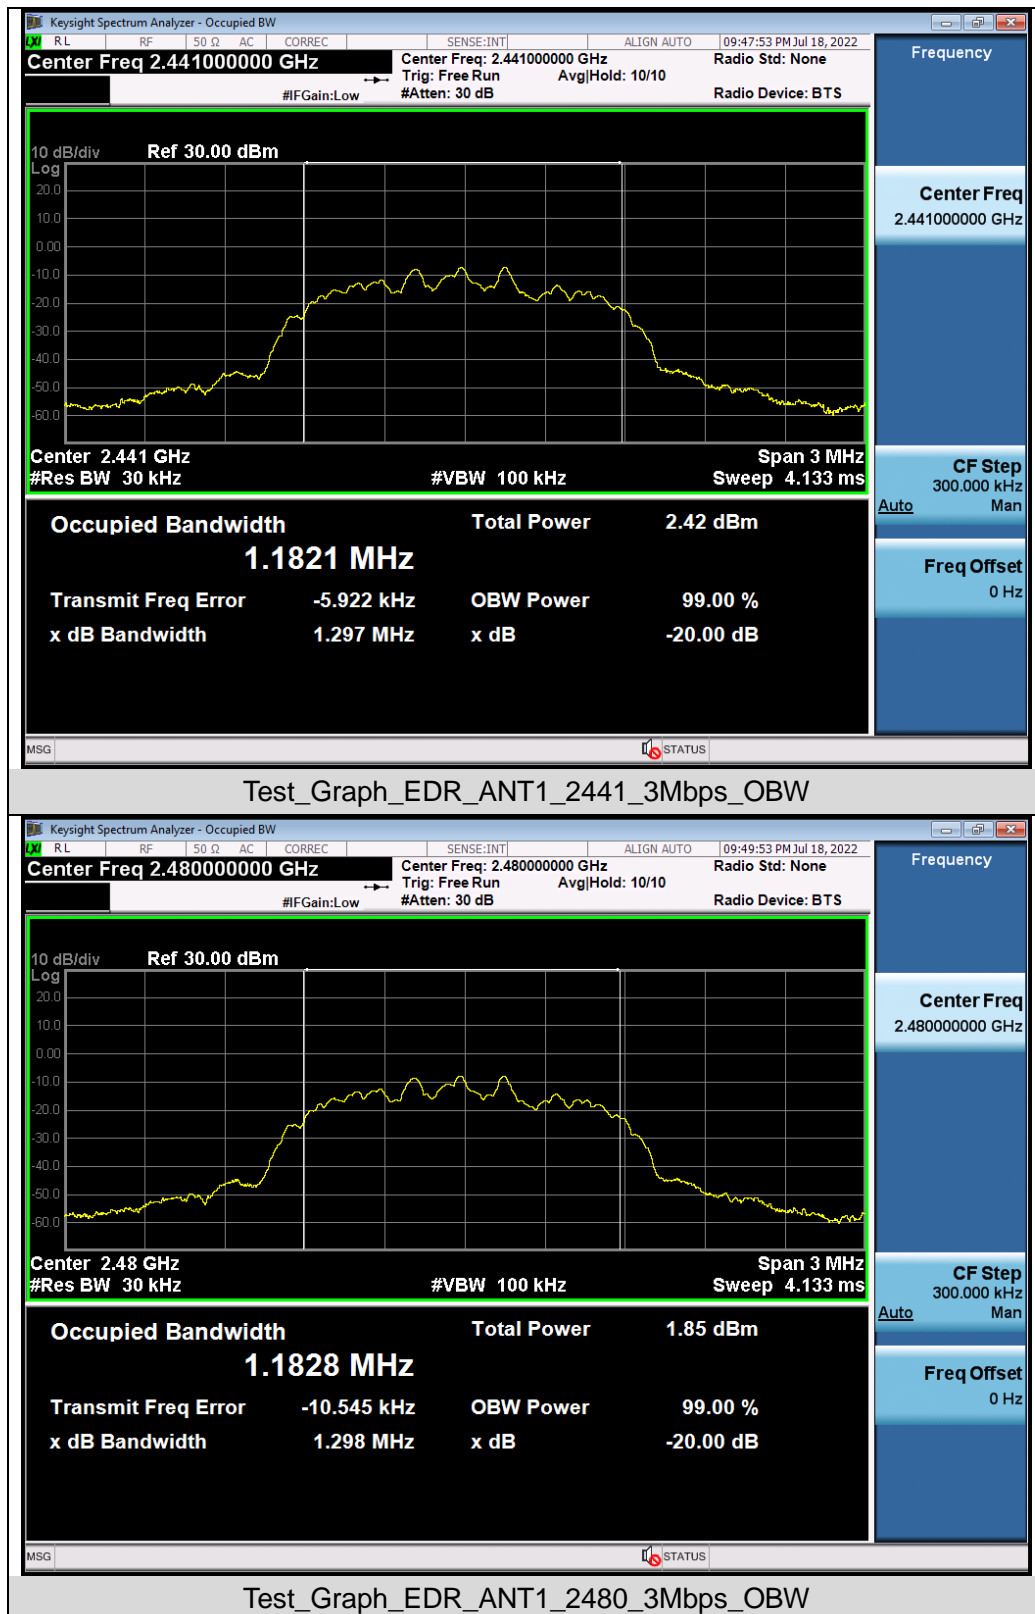 Keysight Spectrum Analyzer - Occupied BW
LXI RL RF 50 Ω AC CORREC SENSE:INT ALIGN AUTO 09:47:53 PM Jul 18, 2022
Center Freq 2.441000000 GHz
Center Freq: 2.441000000 GHz
Radio Std: None
Trig: Free Run Avg|Hold: 10/10
#IFGain:Low
#Atten: 30 dB
Radio Device: BTS
Frequency
10 dB/div Ref 30.00 dBm
Log
20.0
10.0
0.00
-10.0
-20.0
-30.0
-40.0
-50.0
-60.0
Center Freq
2.441000000 GHz
Center 2.441 GHz Span 3 MHz
#Res BW 30 kHz #VBW 100 kHz Sweep 4.133 ms
CF Step
300.000 kHz
Auto Man
Occupied Bandwidth Total Power 2.42 dBm
1.1821 MHz
Transmit Freq Error -5.922 kHz OBW Power 99.00 %
x dB Bandwidth 1.297 MHz x dB -20.00 dB
Freq Offset
0 Hz
MSG STATUS
Test_Graph_EDR_ANT1_2441_3Mbps_OBW
Keysight Spectrum Analyzer - Occupied BW
LXI RL RF 50 Ω AC CORREC SENSE:INT ALIGN AUTO 09:49:53 PM Jul 18, 2022
Center Freq 2.480000000 GHz
Center Freq: 2.480000000 GHz
Radio Std: None
Trig: Free Run Avg|Hold: 10/10
#IFGain:Low
#Atten: 30 dB
Radio Device: BTS
Frequency
10 dB/div Ref 30.00 dBm
Log
20.0
10.0
0.00
-10.0
-20.0
-30.0
-40.0
-50.0
-60.0
Center Freq
2.480000000 GHz
Center 2.48 GHz Span 3 MHz
#Res BW 30 kHz #VBW 100 kHz Sweep 4.133 ms
CF Step
300.000 kHz
Auto Man
Occupied Bandwidth Total Power 1.85 dBm
1.1828 MHz
Transmit Freq Error -10.545 kHz OBW Power 99.00 %
x dB Bandwidth 1.298 MHz x dB -20.00 dB
Freq Offset
0 Hz
MSG STATUS
Test_Graph_EDR_ANT1_2480_3Mbps_OBW